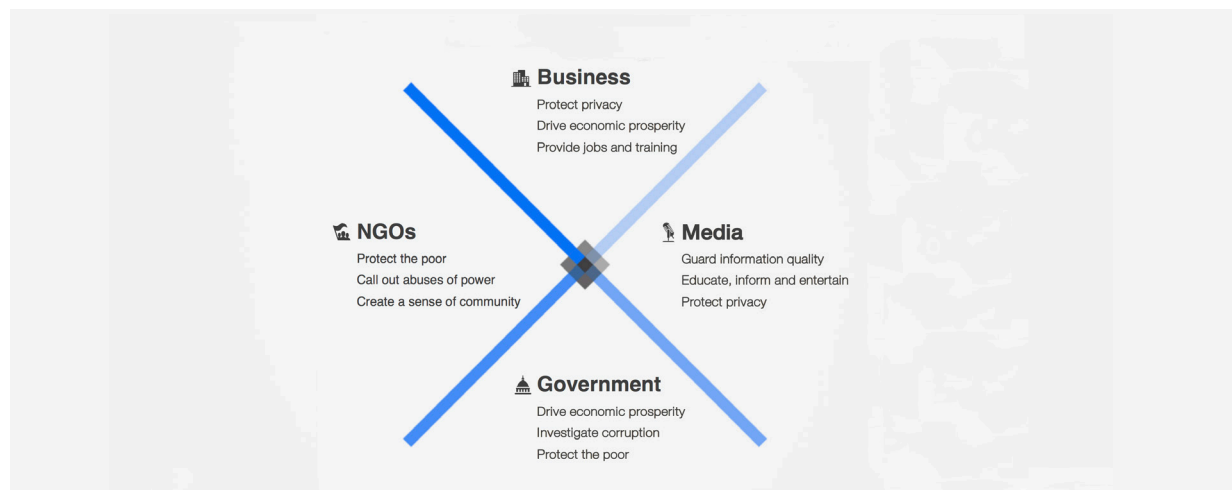 Business
Protect privacy
Drive economic prosperity
Provide jobs and training
NGOs
Protect the poor
Call out abuses of power
Create a sense of community
Media
Guard information quality
Educate, inform and entertain
Protect privacy
Government
Drive economic prosperity
Investigate corruption
Protect the poor